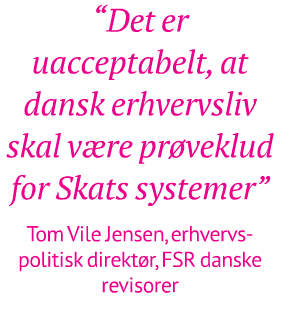 “Det er
uacceptabelt, at
dansk erhvervsliv
skal være prøveklud
for Skats systemer”
Tom Vile Jensen, erhvervs-
politisk direktør, FSR danske
revisorer